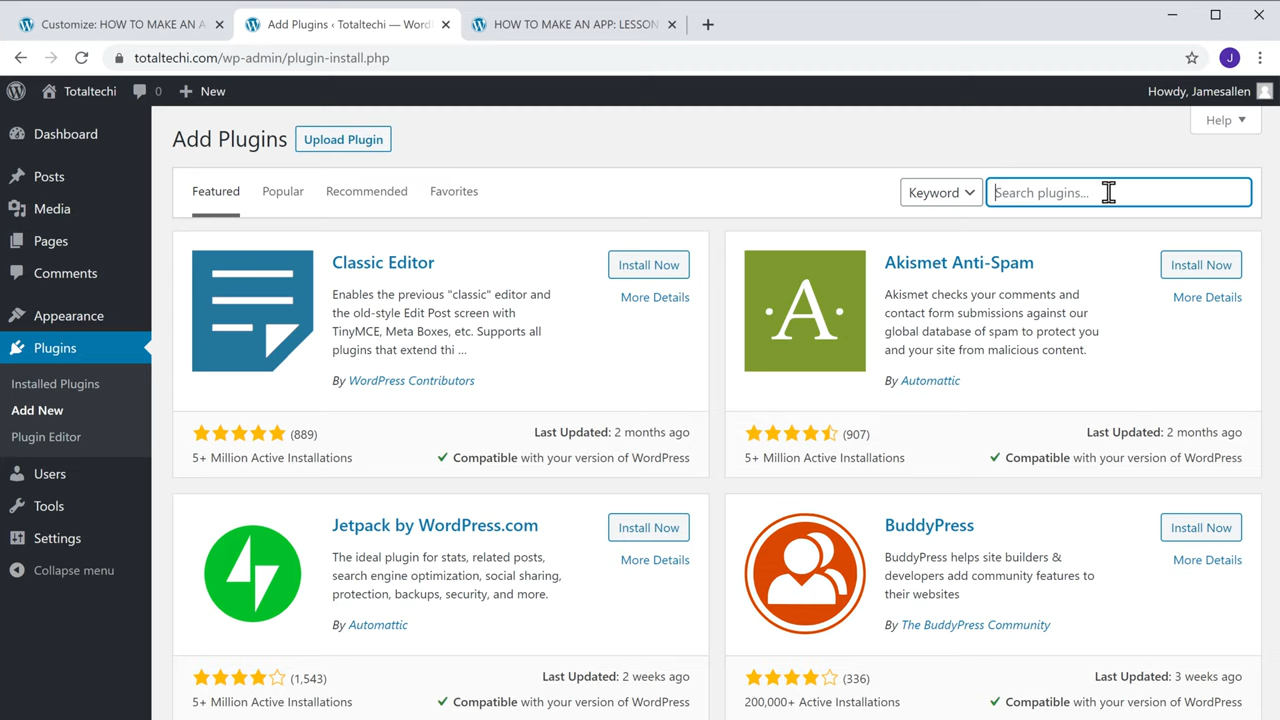 Customize: HOW TO MAKE AN A
Add Plugins ‹ Totaltechi — Word
HOW TO MAKE AN APP: LESSON
totaltechi.com/wp-admin/plugin-install.php
J
Totaltechi
0
New
Howdy, Jamesallen
Dashboard
Posts
Media
Pages
Comments
Appearance
Plugins
Installed Plugins
Add New
Plugin Editor
Users
Tools
Settings
Collapse menu
Help
Add Plugins
Upload Plugin
Featured
Popular
Recommended
Favorites
Keyword
Search plugins...
Classic Editor
Install Now
More Details
Enables the previous "classic" editor and
the old-style Edit Post screen with
TinyMCE, Meta Boxes, etc. Supports all
plugins that extend thi ...
By WordPress Contributors
(889)
Last Updated: 2 months ago
5+ Million Active Installations
Compatible with your version of WordPress
A
Akismet Anti-Spam
Install Now
More Details
Akismet checks your comments and
contact form submissions against our
global database of spam to protect you
and your site from malicious content.
By Automattic
(907)
Last Updated: 2 months ago
5+ Million Active Installations
Compatible with your version of WordPress
Jetpack by WordPress.com
Install Now
More Details
The ideal plugin for stats, related posts,
search engine optimization, social sharing,
protection, backups, security, and more.
By Automattic
(1,543)
Last Updated: 2 weeks ago
5+ Million Active Installations
Compatible with your version of WordPress
BuddyPress
Install Now
More Details
BuddyPress helps site builders &
developers add community features to
their websites
By The BuddyPress Community
(336)
Last Updated: 3 weeks ago
200,000+ Active Installations
Compatible with your version of WordPress